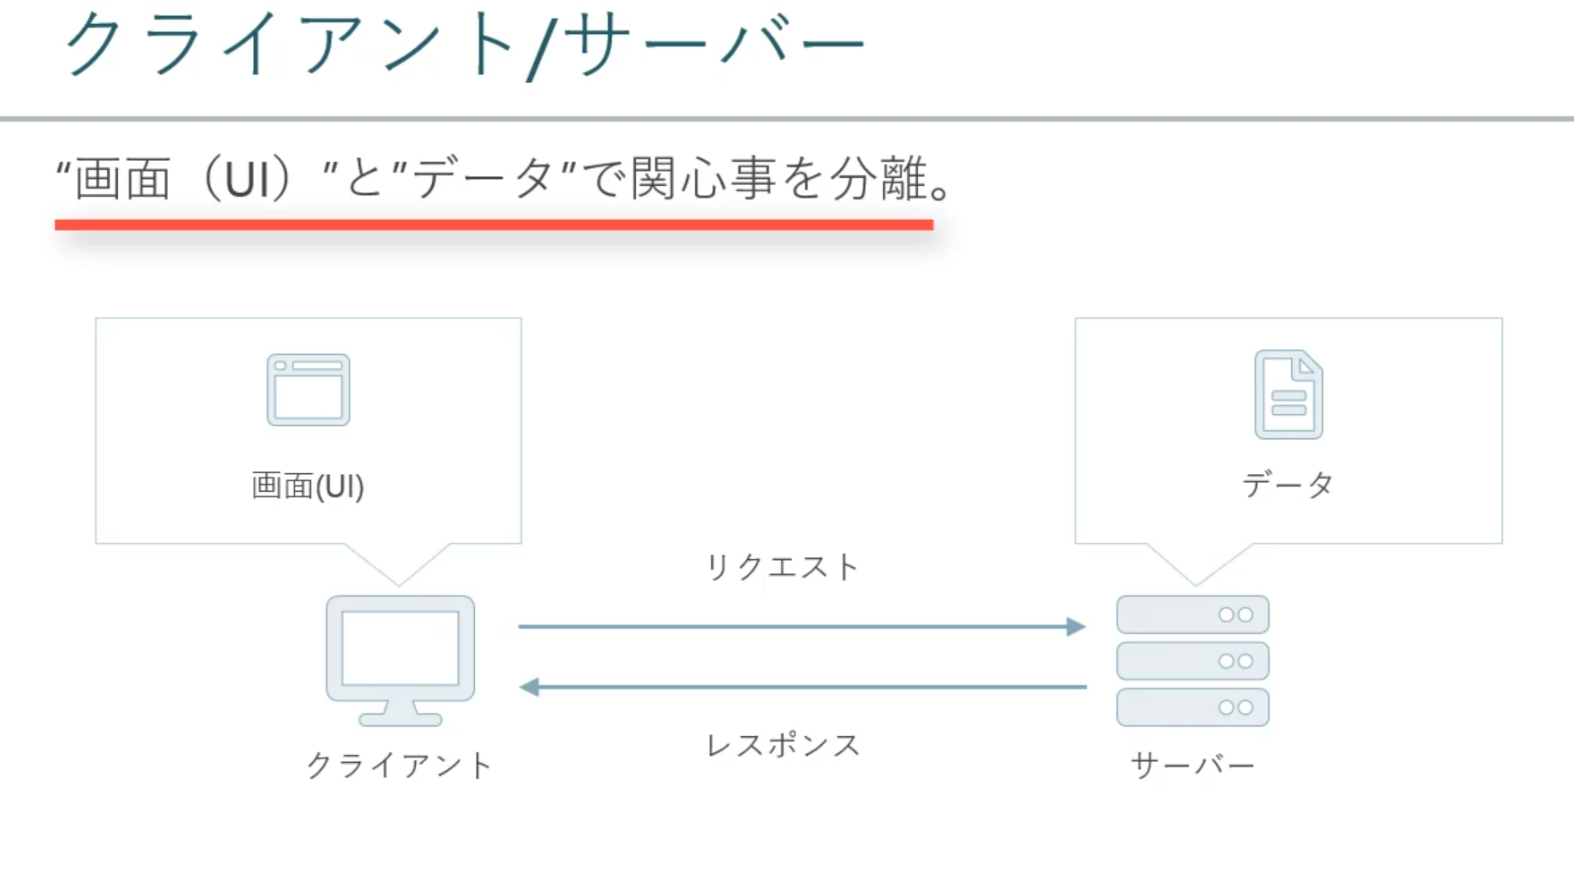 クライアント/サーバー
“画面（UI）”と”データ”で関心事を分離。
画面(UI)
データ
リクエスト
レスポンス
クライアント
サーバー